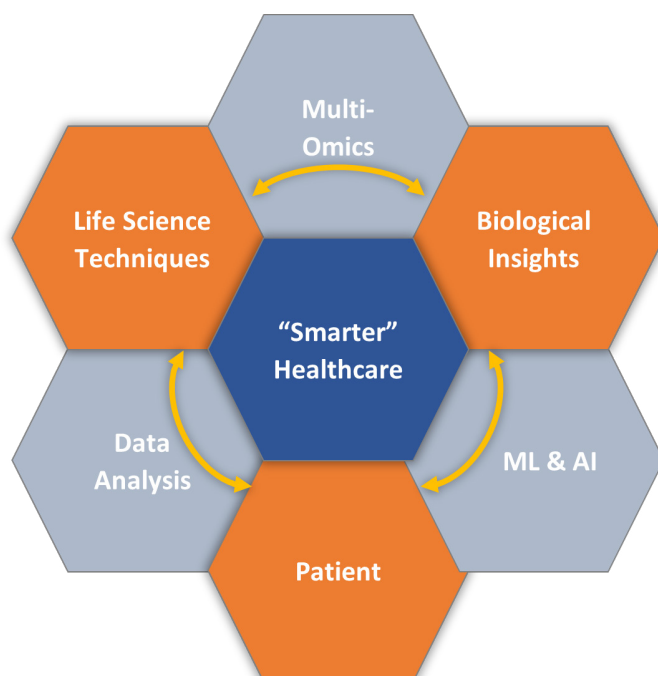 Multi-
Omics
Life Science
Techniques
Biological
Insights
“Smarter”
Healthcare
Data
Analysis
ML & AI
Patient